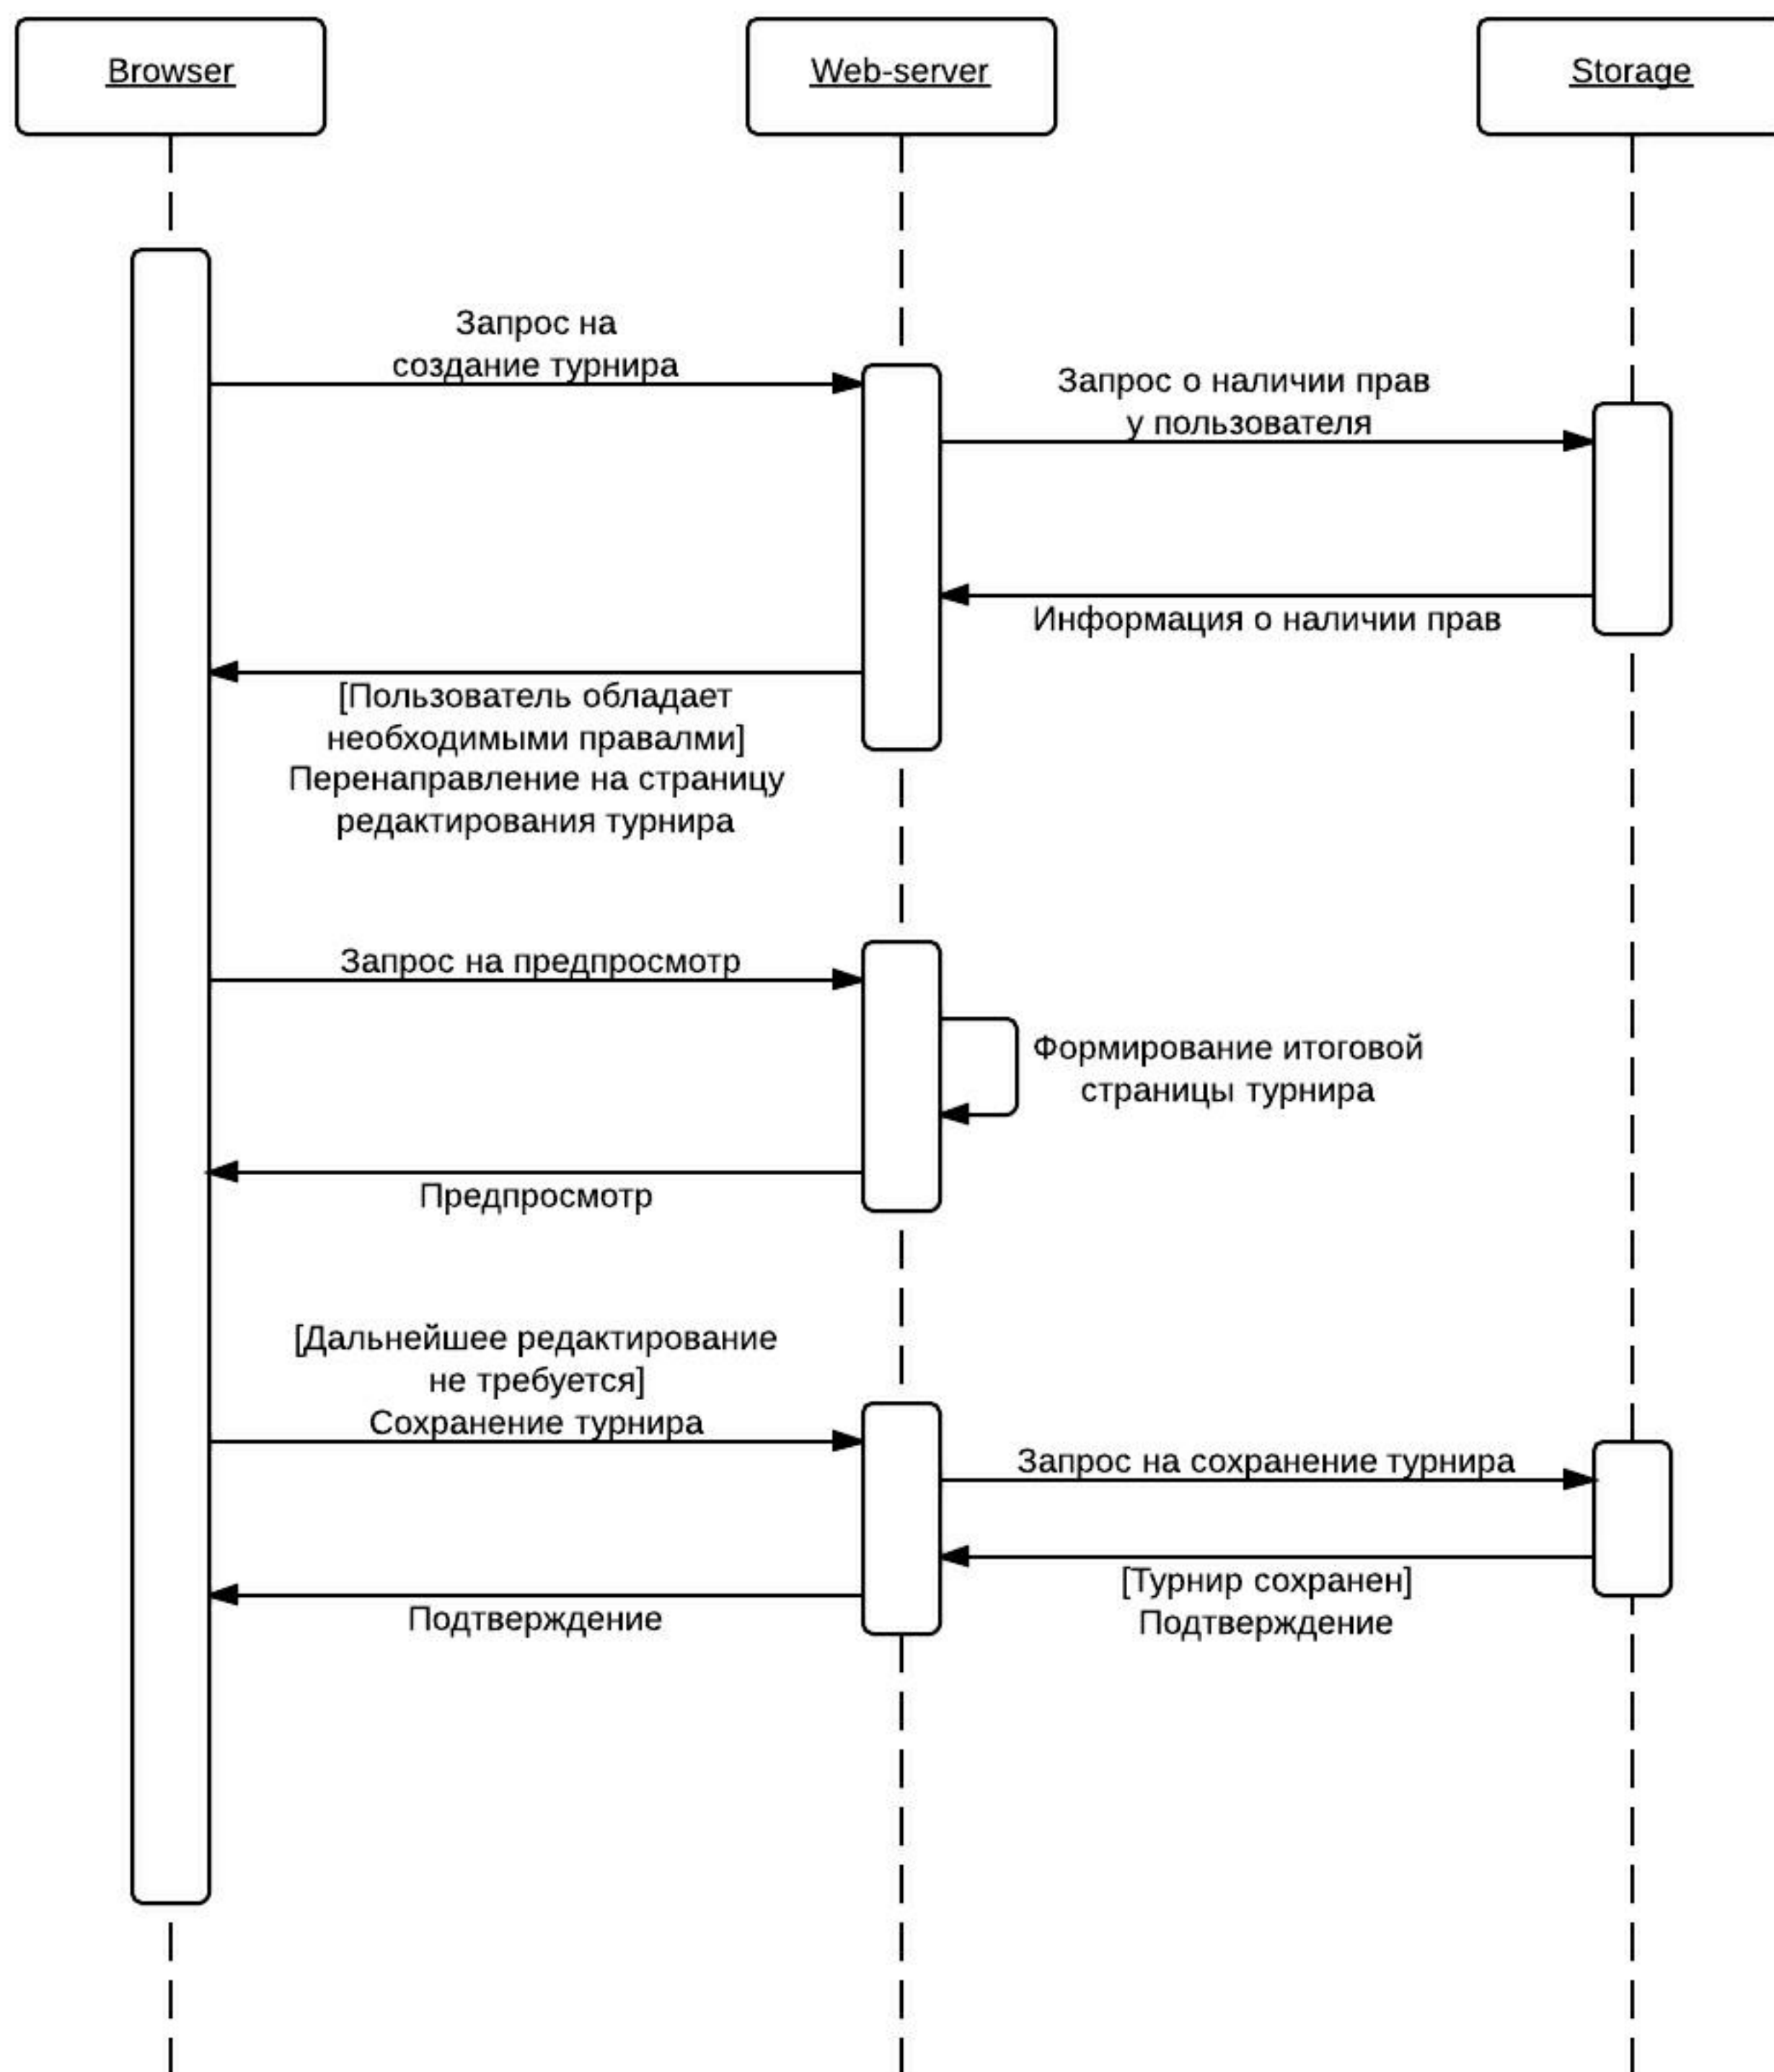 Browser
Web-server
Storage
Запрос на
создание турнира
Запрос о наличии прав
у пользователя
Информация о наличии прав
[Пользователь обладает
необходимыми правалми]
Перенаправление на страницу
редактирования турнира
Запрос на предпросмотр
Формирование итоговой
страницы турнира
Предпросмотр
[Дальнейшее редактирование
не требуется]
Сохранение турнира
Запрос на сохранение турнира
[Турнир сохранен]
Подтверждение
Подтверждение